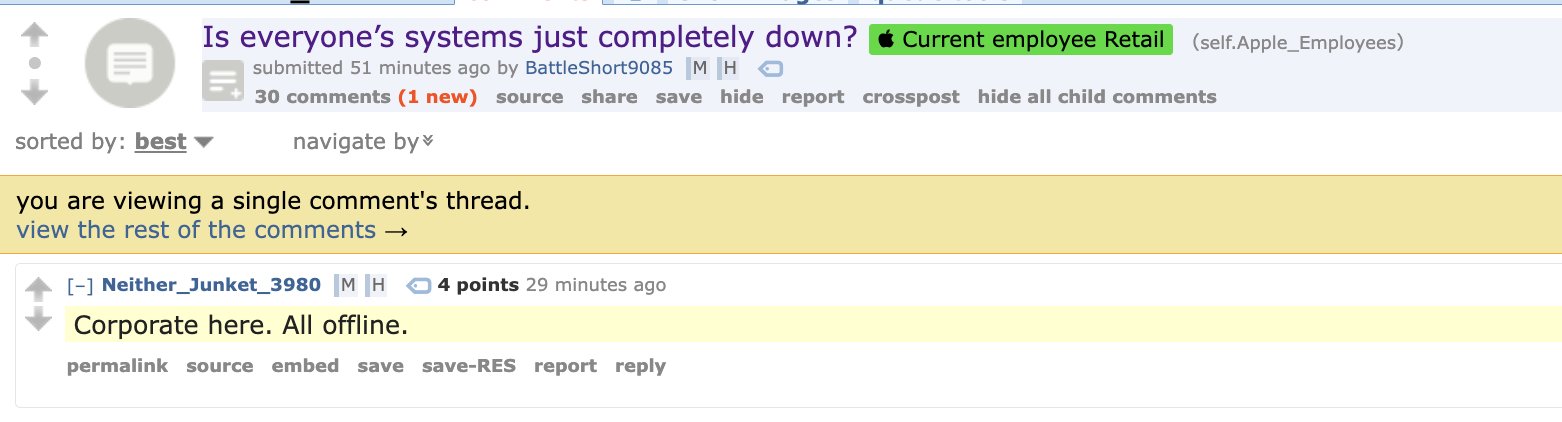 Is everyone’s systems just completely down? Current employee Retail (self.Apple_Employees)
submitted 51 minutes ago by BattleShort9085 M H
30 comments (1 new) source share save hide report crosspost hide all child comments
sorted by: best navigate by
you are viewing a single comment's thread.
view the rest of the comments →
[–] Neither_Junket_3980 M H 4 points 29 minutes ago
Corporate here. All offline.
permalink source embed save save-RES report reply